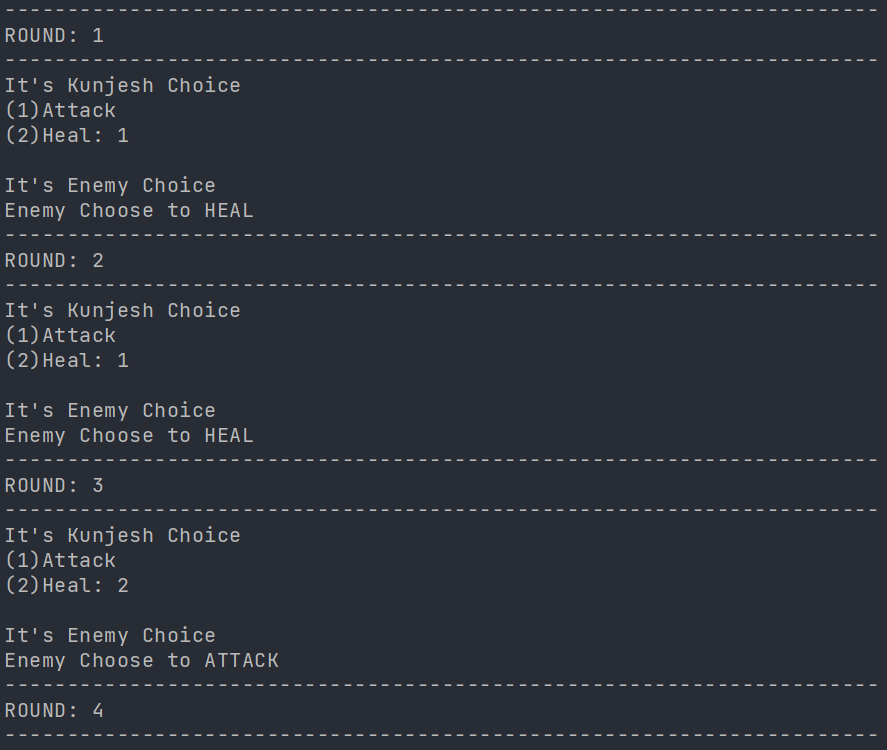 ----------------------------------------------------------------------
ROUND: 1
----------------------------------------------------------------------
It's Kunjesh Choice
(1)Attack
(2)Heal: 1

It's Enemy Choice
Enemy Choose to HEAL
----------------------------------------------------------------------
ROUND: 2
----------------------------------------------------------------------
It's Kunjesh Choice
(1)Attack
(2)Heal: 1

It's Enemy Choice
Enemy Choose to HEAL
----------------------------------------------------------------------
ROUND: 3
----------------------------------------------------------------------
It's Kunjesh Choice
(1)Attack
(2)Heal: 2

It's Enemy Choice
Enemy Choose to ATTACK
----------------------------------------------------------------------
ROUND: 4
----------------------------------------------------------------------